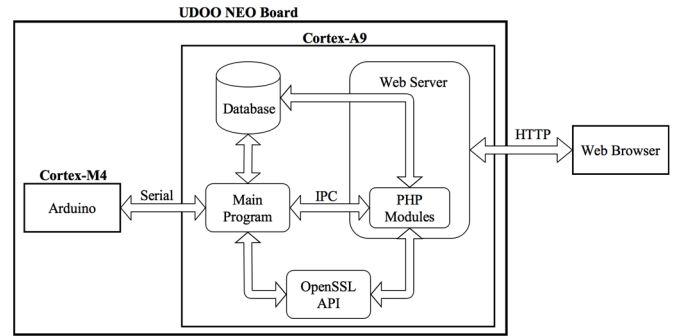 UDOO NEO Board
Cortex-A9
Web Server
Database
HTTP
Web Browser
Cortex-M4
Arduino
Serial
Main
Program
IPC
PHP
Modules
OpenSSL
API